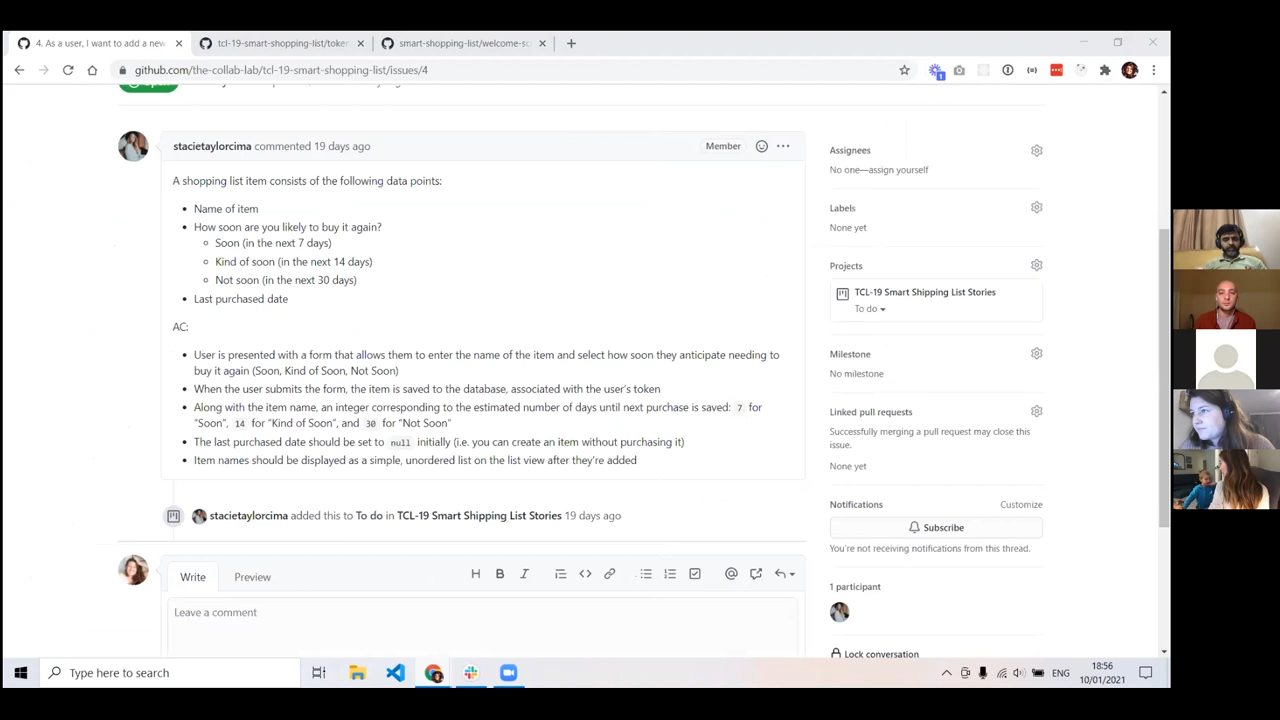 4. As a user, I want to add a new
tcl-19-smart-shopping-list/token
smart-shopping-list/welcome-sc
github.com/the-collab-lab/tcl-19-smart-shopping-list/issues/4
stacietaylorcima commented 19 days ago
Member
A shopping list item consists of the following data points:
Name of item
How soon are you likely to buy it again?
Soon (in the next 7 days)
Kind of soon (in the next 14 days)
Not soon (in the next 30 days)
Last purchased date
AC:
User is presented with a form that allows them to enter the name of the item and select how soon they anticipate needing to
buy it again (Soon, Kind of Soon, Not Soon)
When the user submits the form, the item is saved to the database, associated with the user's token
Along with the item name, an integer corresponding to the estimated number of days until next purchase is saved: 7 for
"Soon", 14 for "Kind of Soon", and 30 for "Not Soon"
The last purchased date should be set to null initially (i.e. you can create an item without purchasing it)
Item names should be displayed as a simple, unordered list on the list view after they're added
stacietaylorcima added this to To do in TCL-19 Smart Shipping List Stories 19 days ago
Write
Preview
Leave a comment
Assignees
No one—assign yourself
Labels
None yet
Projects
TCL-19 Smart Shipping List Stories
To do
Milestone
No milestone
Linked pull requests
Successfully merging a pull request may close this
issue.
None yet
Notifications
Customize
Subscribe
You're not receiving notifications from this thread.
1 participant
Lock conversation
Type here to search
ENG
18:56
10/01/2021